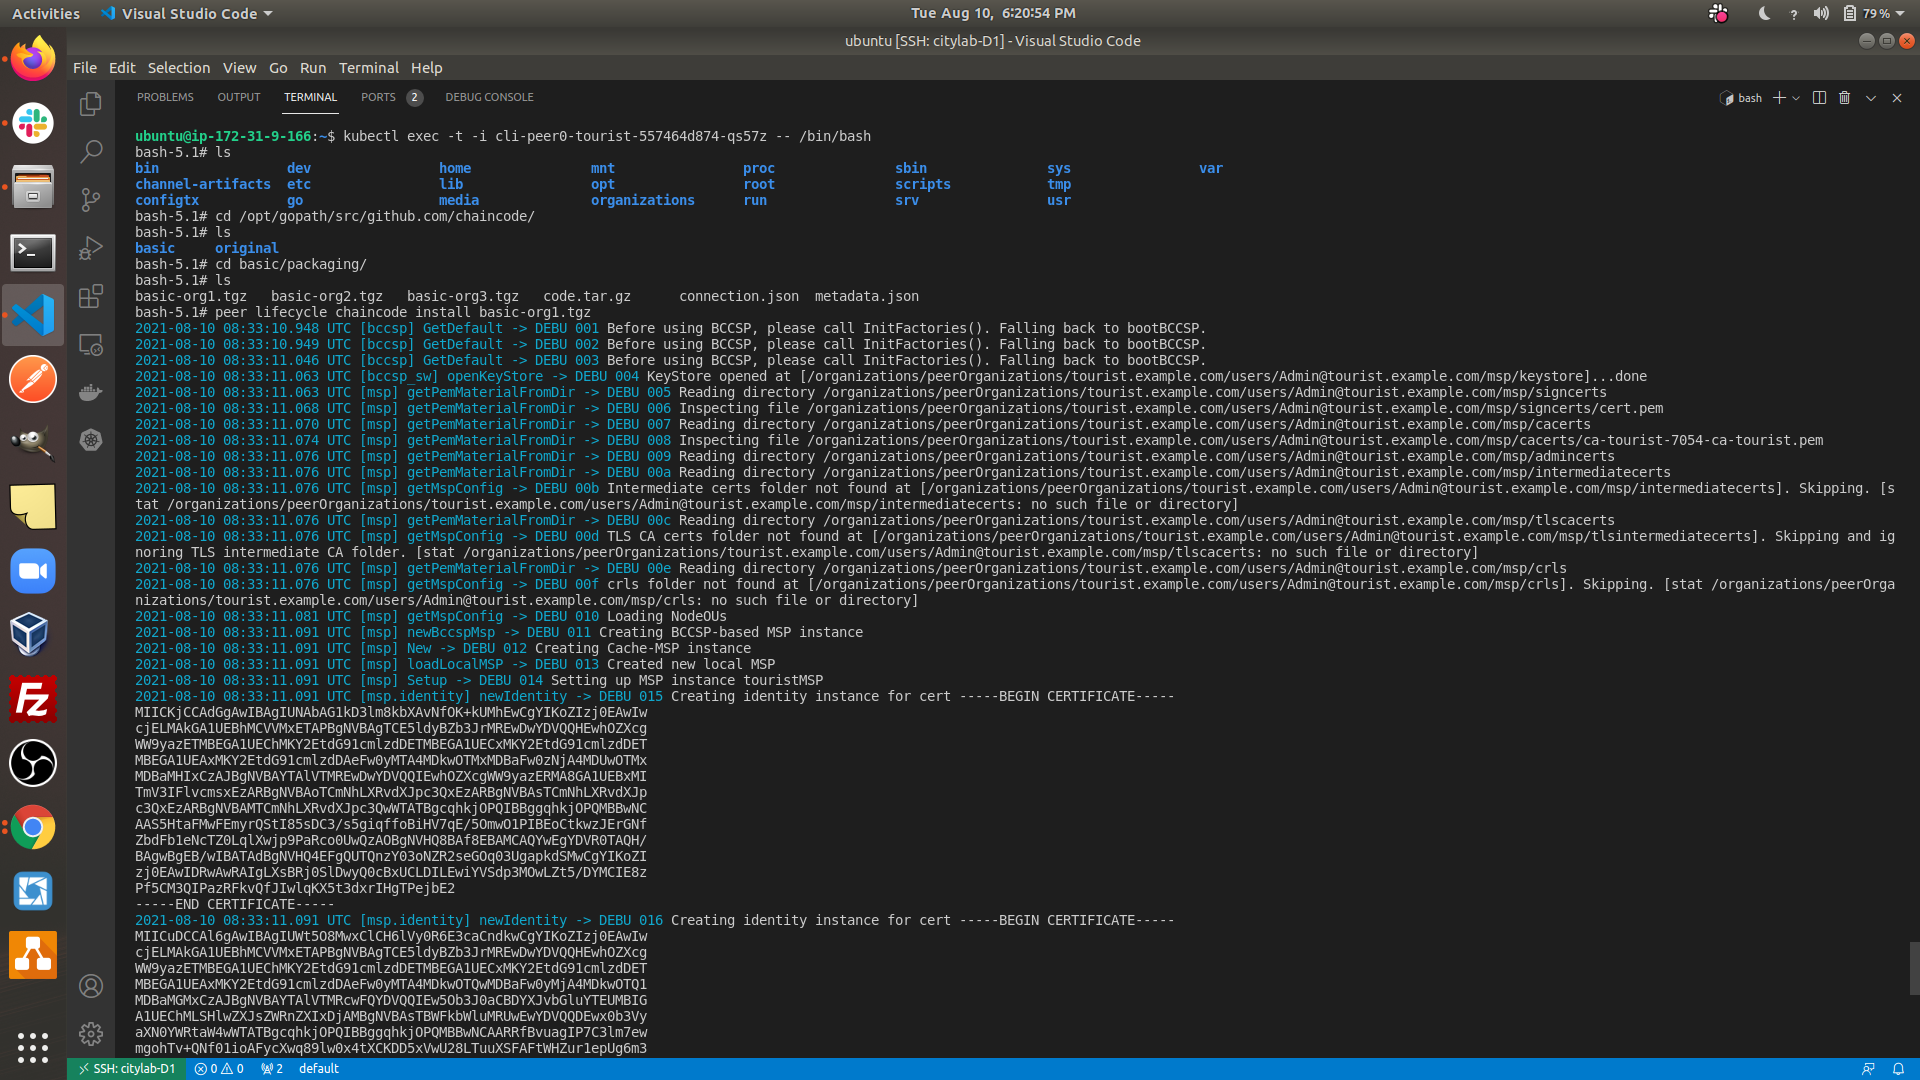 Activities Visual Studio Code Tue Aug 10, 6:20:54 PM ? 79 %
ubuntu [SSH: citylab-D1] - Visual Studio Code
File Edit Selection View Go Run Terminal Help
PROBLEMS OUTPUT TERMINAL PORTS 2 DEBUG CONSOLE bash
ubuntu@ip-172-31-9-166:~$ kubectl exec -t -i cli-peer0-tourist-557464d874-qs57z -- /bin/bash
bash-5.1# ls
bin dev home mnt proc sbin sys var
channel-artifacts etc lib opt root scripts tmp
configtx go media organizations run srv usr
bash-5.1# cd /opt/gopath/src/github.com/chaincode/
bash-5.1# ls
basic original
bash-5.1# cd basic/packaging/
bash-5.1# ls
basic-org1.tgz basic-org2.tgz basic-org3.tgz code.tar.gz connection.json metadata.json
bash-5.1# peer lifecycle chaincode install basic-org1.tgz
2021-08-10 08:33:10.948 UTC [bccsp] GetDefault -> DEBU 001 Before using BCCSP, please call InitFactories(). Falling back to bootBCCSP.
2021-08-10 08:33:10.949 UTC [bccsp] GetDefault -> DEBU 002 Before using BCCSP, please call InitFactories(). Falling back to bootBCCSP.
2021-08-10 08:33:11.046 UTC [bccsp] GetDefault -> DEBU 003 Before using BCCSP, please call InitFactories(). Falling back to bootBCCSP.
2021-08-10 08:33:11.063 UTC [bccsp_sw] openKeyStore -> DEBU 004 KeyStore opened at [/organizations/peerOrganizations/tourist.example.com/users/Admin@tourist.example.com/msp/keystore]...done
2021-08-10 08:33:11.063 UTC [msp] getPemMaterialFromDir -> DEBU 005 Reading directory /organizations/peerOrganizations/tourist.example.com/users/Admin@tourist.example.com/msp/signcerts
2021-08-10 08:33:11.068 UTC [msp] getPemMaterialFromDir -> DEBU 006 Inspecting file /organizations/peerOrganizations/tourist.example.com/users/Admin@tourist.example.com/msp/signcerts/cert.pem
2021-08-10 08:33:11.070 UTC [msp] getPemMaterialFromDir -> DEBU 007 Reading directory /organizations/peerOrganizations/tourist.example.com/users/Admin@tourist.example.com/msp/cacerts
2021-08-10 08:33:11.074 UTC [msp] getPemMaterialFromDir -> DEBU 008 Inspecting file /organizations/peerOrganizations/tourist.example.com/users/Admin@tourist.example.com/msp/cacerts/ca-tourist-7054-ca-tourist.pem
2021-08-10 08:33:11.076 UTC [msp] getPemMaterialFromDir -> DEBU 009 Reading directory /organizations/peerOrganizations/tourist.example.com/users/Admin@tourist.example.com/msp/admincerts
2021-08-10 08:33:11.076 UTC [msp] getPemMaterialFromDir -> DEBU 00a Reading directory /organizations/peerOrganizations/tourist.example.com/users/Admin@tourist.example.com/msp/intermediatecerts
2021-08-10 08:33:11.076 UTC [msp] getMspConfig -> DEBU 00b Intermediate certs folder not found at [/organizations/peerOrganizations/tourist.example.com/users/Admin@tourist.example.com/msp/intermediatecerts]. Skipping. [s
tat /organizations/peerOrganizations/tourist.example.com/users/Admin@tourist.example.com/msp/intermediatecerts: no such file or directory]
2021-08-10 08:33:11.076 UTC [msp] getPemMaterialFromDir -> DEBU 00c Reading directory /organizations/peerOrganizations/tourist.example.com/users/Admin@tourist.example.com/msp/tlscacerts
2021-08-10 08:33:11.076 UTC [msp] getMspConfig -> DEBU 00d TLS CA certs folder not found at [/organizations/peerOrganizations/tourist.example.com/users/Admin@tourist.example.com/msp/tlsintermediatecerts]. Skipping and ig
noring TLS intermediate CA folder. [stat /organizations/peerOrganizations/tourist.example.com/users/Admin@tourist.example.com/msp/tlscacerts: no such file or directory]
2021-08-10 08:33:11.076 UTC [msp] getPemMaterialFromDir -> DEBU 00e Reading directory /organizations/peerOrganizations/tourist.example.com/users/Admin@tourist.example.com/msp/crls
2021-08-10 08:33:11.076 UTC [msp] getMspConfig -> DEBU 00f crls folder not found at [/organizations/peerOrganizations/tourist.example.com/users/Admin@tourist.example.com/msp/crls]. Skipping. [stat /organizations/peerOrga
nizations/tourist.example.com/users/Admin@tourist.example.com/msp/crls: no such file or directory]
2021-08-10 08:33:11.081 UTC [msp] getMspConfig -> DEBU 010 Loading NodeOUs
2021-08-10 08:33:11.091 UTC [msp] newBccspMsp -> DEBU 011 Creating BCCSP-based MSP instance
2021-08-10 08:33:11.091 UTC [msp] New -> DEBU 012 Creating Cache-MSP instance
2021-08-10 08:33:11.091 UTC [msp] loadLocalMSP -> DEBU 013 Created new local MSP
2021-08-10 08:33:11.091 UTC [msp] Setup -> DEBU 014 Setting up MSP instance touristMSP
2021-08-10 08:33:11.091 UTC [msp.identity] newIdentity -> DEBU 015 Creating identity instance for cert -----BEGIN CERTIFICATE-----
MIICKjCCAdGgAwIBAgIUNAbAG1kD3lm8kbXAvNfOK+kUMhEwCgYIKoZIzj0EAwIw
cjELMAkGA1UEBhMCVVMxETAPBgNVBAgTCE5ldyBZb3JrMREwDwYDVQQHEwhOZXcg
WW9yazETMBEGA1UEChMKY2EtdG91cmlzdDETMBEGA1UECxMKY2EtdG91cmlzdDET
MBEGA1UEAxMKY2EtdG91cmlzdDAeFw0yMTA4MDkwOTMxMDBaFw0zNjA4MDUwOTMx
MDBaMHIxCzAJBgNVBAYTAlVTMREwDwYDVQQIEwhOZXcgWW9yazERMA8GA1UEBxMI
TmV3IFlvcmsxEzARBgNVBAoTCmNhLXRvdXJpc3QxEzARBgNVBAsTCmNhLXRvdXJp
c3QxEzARBgNVBAMTCmNhLXRvdXJpc3QwWTATBgcqhkjOPQIBBggqhkjOPQMBBwNC
AAS5HtaFMwFEmyrQStI85sDC3/s5giqffoBiHV7qE/5OmwO1PIBEoCtkwzJErGNf
ZbdFb1eNcTZ0LqlXwjp9PaRco0UwQzAOBgNVHQ8BAf8EBAMCAQYwEgYDVR0TAQH/
BAgwBgEB/wIBATAdBgNVHQ4EFgQUTQnzY03oNZR2seGOq03UgapkdSMwCgYIKoZI
zj0EAwIDRwAwRAIgLXsBRj0SlDwyQ0cBxUCLDILEwiYVSdp3MOwLZt5/DYMCIE8z
Pf5CM3QIPazRFkvQfJIwlqKX5t3dxrIHgTPejbE2
-----END CERTIFICATE-----
2021-08-10 08:33:11.091 UTC [msp.identity] newIdentity -> DEBU 016 Creating identity instance for cert -----BEGIN CERTIFICATE-----
MIICuDCCAl6gAwIBAgIUWt5O8MwxClCH6lVy0R6E3caCndkwCgYIKoZIzj0EAwIw
cjELMAkGA1UEBhMCVVMxETAPBgNVBAgTCE5ldyBZb3JrMREwDwYDVQQHEwhOZXcg
WW9yazETMBEGA1UEChMKY2EtdG91cmlzdDETMBEGA1UECxMKY2EtdG91cmlzdDET
MBEGA1UEAxMKY2EtdG91cmlzdDAeFw0yMTA4MDkwOTQwMDBaFw0yMjA4MDkwOTQ1
MDBaMGMxCzAJBgNVBAYTAlVTMRcwFQYDVQQIEw5Ob3J0aCBDYXJvbGluYTEUMBIG
A1UEChMLSHlwZXJsZWRnZXIxDjAMBgNVBAsTBWFkbWluMRUwEwYDVQQDEwx0b3Vy
aXN0YWRtaW4wWTATBgcqhkjOPQIBBggqhkjOPQMBBwNCAARRfBvuagIP7C3lm7ew
mgohTv+QNf01ioAFycXwq89lw0x4tXCKDD5xVwU28LTuuXSFAFtWHZur1epUg6m3
SSH: citylab-D1 0 0 2 default